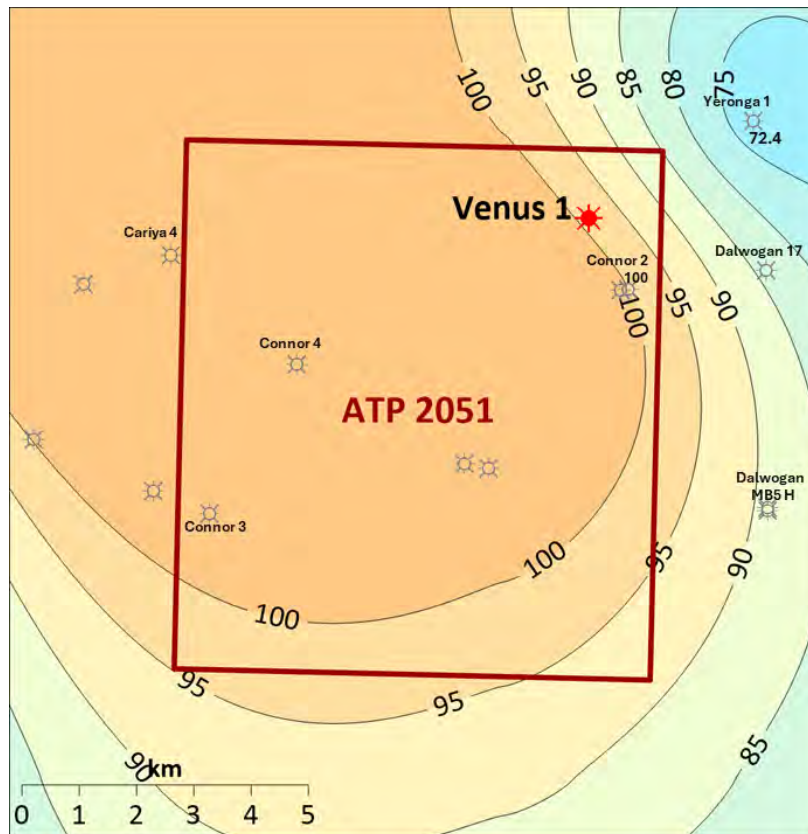 100
95
90
85
80
75
Yeronga 1
72.4
Venus 1
Cariya 4
Dalwogan 17
Connor 2
100
100
95
90
Connor 4
ATP 2051
Dalwogan
MB5 H
Connor 3
100
95
90
100
95
95
90
85
km
0 1 2 3 4 5